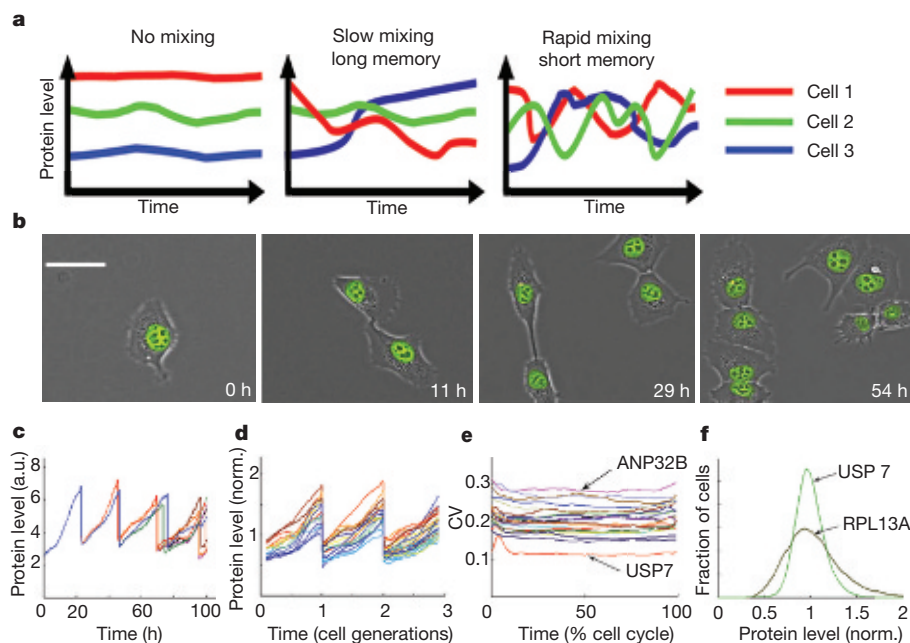 a
No mixing
Slow mixing
long memory
Rapid mixing
short memory
Protein level
Time
Time
Time
Cell 1
Cell 2
Cell 3
b
0 h
11 h
29 h
54 h
c
Protein level (a.u.)
8
6
4
2
0
0
20
60
100
Time (h)
d
Protein level (norm.)
2
1
0
0
1
2
3
Time (cell generations)
e
CV
0.3
0.2
0.1
ANP32B
USP7
0
50
100
Time (% cell cycle)
f
Fraction of cells
USP 7
RPL13A
0
0.5
1
1.5
2
Protein level (norm.)